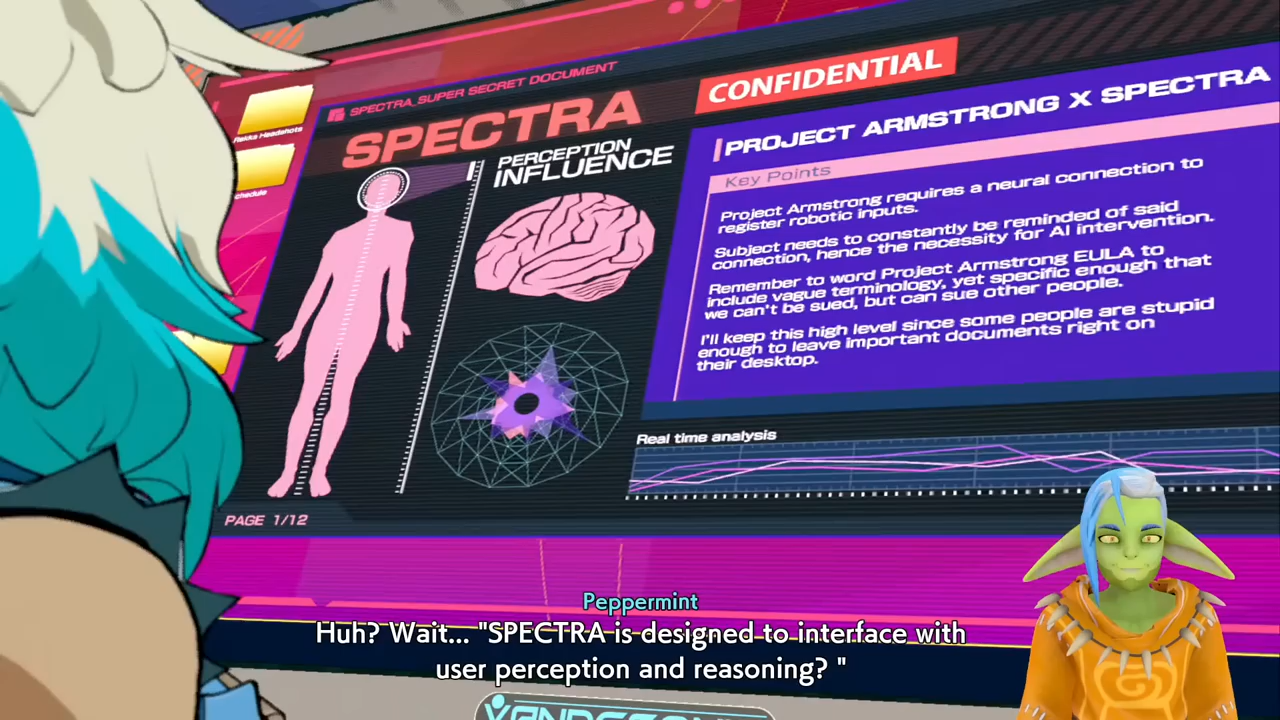 Rekka Headshots
chedule
SPECTRA_SUPER SECRET DOCUMENT
SPECTRA
PERCEPTION
INFLUENCE
CONFIDENTIAL
PROJECT ARMSTRONG X SPECTRA
Key Points
Project Armstrong requires a neural connection to
register robotic inputs.
Subject needs to constantly be reminded of said
connection, hence the necessity for AI intervention.
Remember to word Project Armstrong EULA to
include vague terminology, yet specific enough that
we can't be sued, but can sue other people.
I'll keep this high level since some people are stupid
enough to leave important documents right on
their desktop.
Real time analysis
PAGE 1/12
Peppermint
Huh? Wait... "SPECTRA is designed to interface with
user perception and reasoning? "